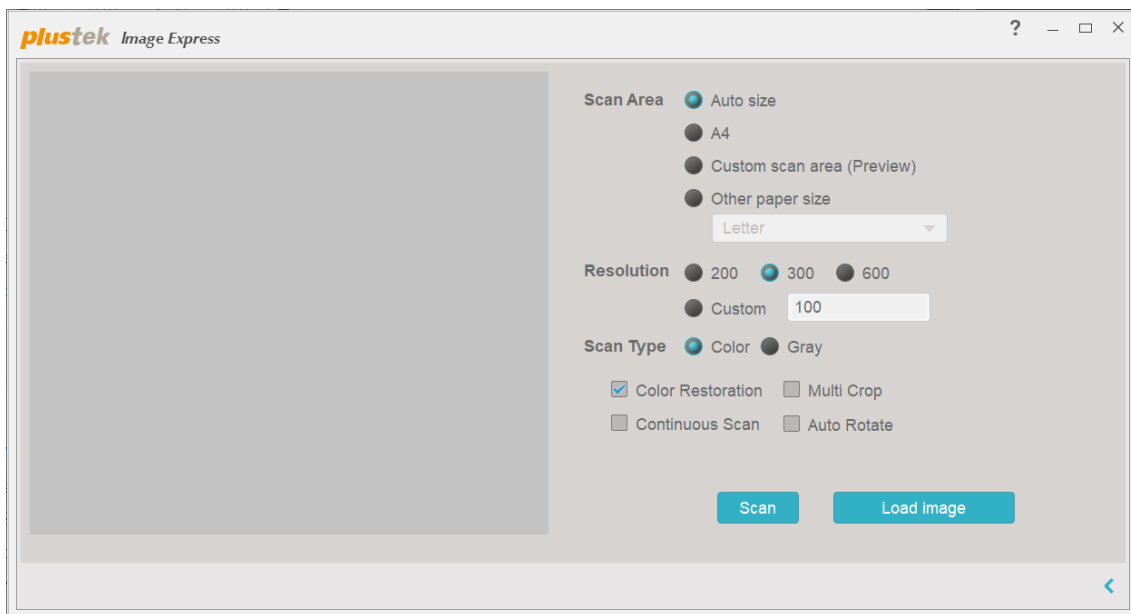 plustek Image Express
?
Scan Area Auto size
A4
Custom scan area (Preview)
Other paper size
Letter
Resolution 200 300 600
Custom 100
Scan Type Color Gray
Color Restoration Multi Crop
Continuous Scan Auto Rotate
Scan Load image